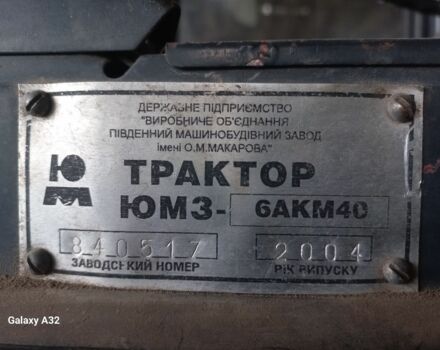 ДЕРЖАВНЕ ПІДПРИЄМСТВО
"ВИРОБНИЧЕ ОБ'ЄДНАННЯ
ПІВДЕННИЙ МАШИНОБУДІВНИЙ ЗАВОД
імені О.М.МАКАРОВА"
ЮМ
ТРАКТОР
ЮМЗ- 6АКМ40
840517 2004
ЗАВОДСЬКИЙ НОМЕР РІК ВИПУСКУ
Galaxy A32